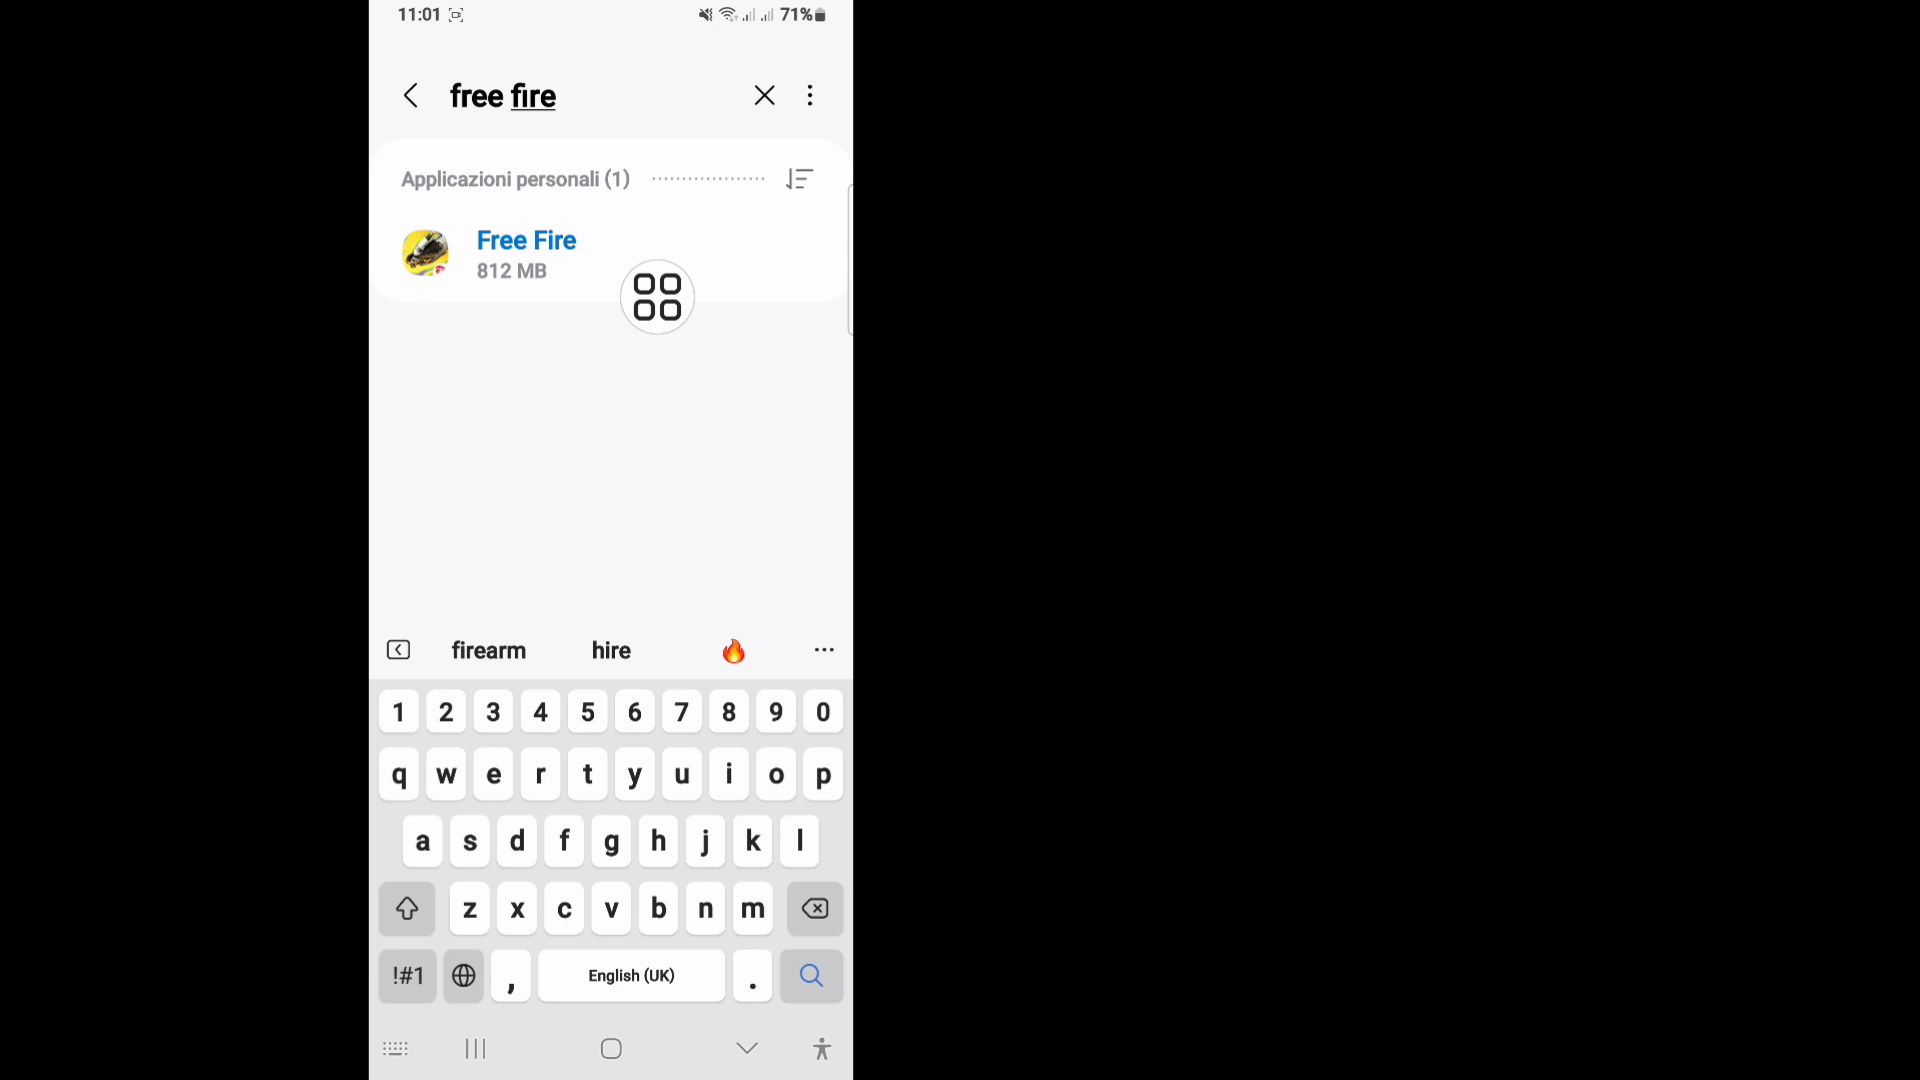 11:01
71%
free fire
Applicazioni personali (1)
Free Fire
812 MB
firearm hire
1 2 3 4 5 6 7 8 9 0
q w e r t y u i o p
a s d f g h j k l
z x c v b n m
!#1 , English (UK) .